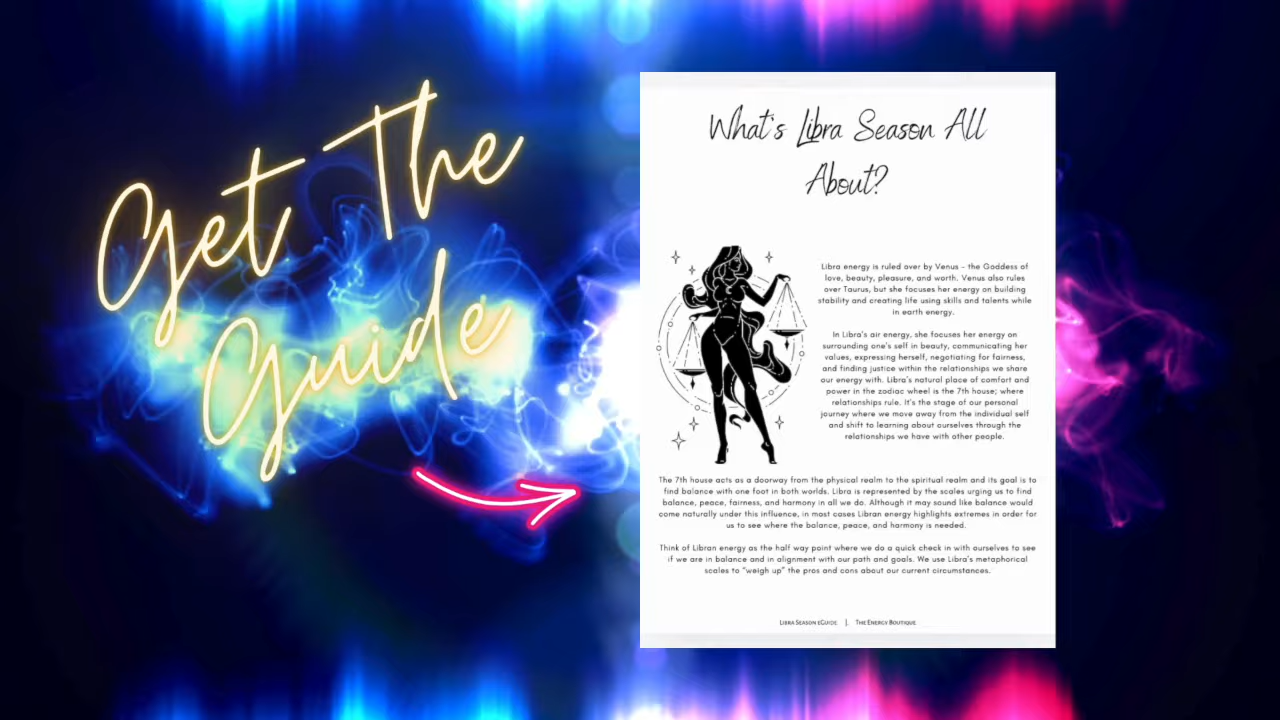 Get The
Guide
What's Libra Season All
About?
Libra energy is ruled over by Venus - the Goddess of
love, beauty, pleasure, and worth. Venus also rules
over Taurus, but she focuses her energy on building
stability and creating life using skills and talents while
in earth energy.
In Libra's air energy, she focuses her energy on
surrounding one's self in beauty, communicating her
values, expressing herself, negotiating for fairness,
and finding justice within the relationships we share
our energy with. Libra's natural place of comfort and
power in the zodiac wheel is the 7th house; where
relationships rule. It's the stage of our personal
journey where we move away from the individual self
and shift to learning about ourselves through the
relationships we have with other people.
The 7th house acts as a doorway from the physical realm to the spiritual realm and its goal is to
find balance with one foot in both worlds. Libra is represented by the scales urging us to find
balance, peace, fairness, and harmony in all we do. Although it may sound like balance would
come naturally under this influence, in most cases Libran energy highlights extremes in order for
us to see where the balance, peace, and harmony is needed.
Think of Libran energy as the half way point where we do a quick check in with ourselves to see
if we are in balance and in alignment with our path and goals. We use Libra's metaphorical
scales to "weigh up" the pros and cons about our current circumstances.
Libra Season eGuide | The Energy Boutique